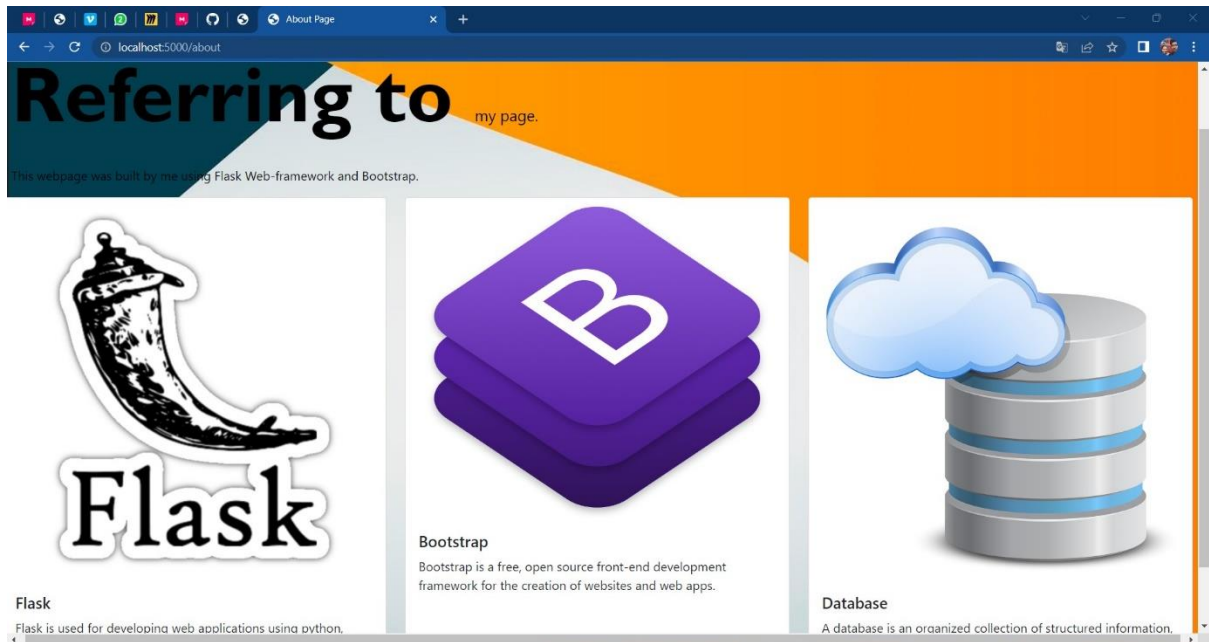 About Page
localhost:5000/about
Referring to my page.
This webpage was built by me using Flask Web-framework and Bootstrap.
Flask
B
Flask
Flask is used for developing web applications using python,
Bootstrap
Bootstrap is a free, open source front-end development
framework for the creation of websites and web apps.
Database
A database is an organized collection of structured information,